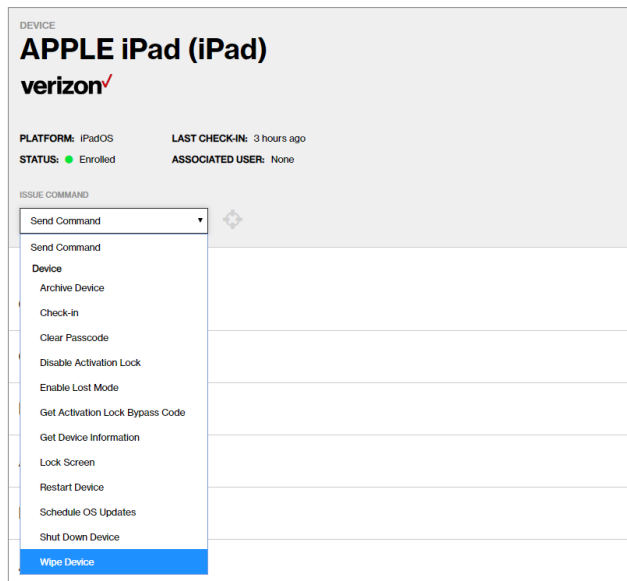 DEVICE
APPLE iPad (iPad)
verizon✓
PLATFORM: iPadOS LAST CHECK-IN: 3 hours ago
STATUS: Enrolled ASSOCIATED USER: None
ISSUE COMMAND
Send Command
Send Command
Device
Archive Device
Check-in
Clear Passcode
Disable Activation Lock
Enable Lost Mode
Get Activation Lock Bypass Code
Get Device Information
Lock Screen
Restart Device
Schedule OS Updates
Shut Down Device
Wipe Device